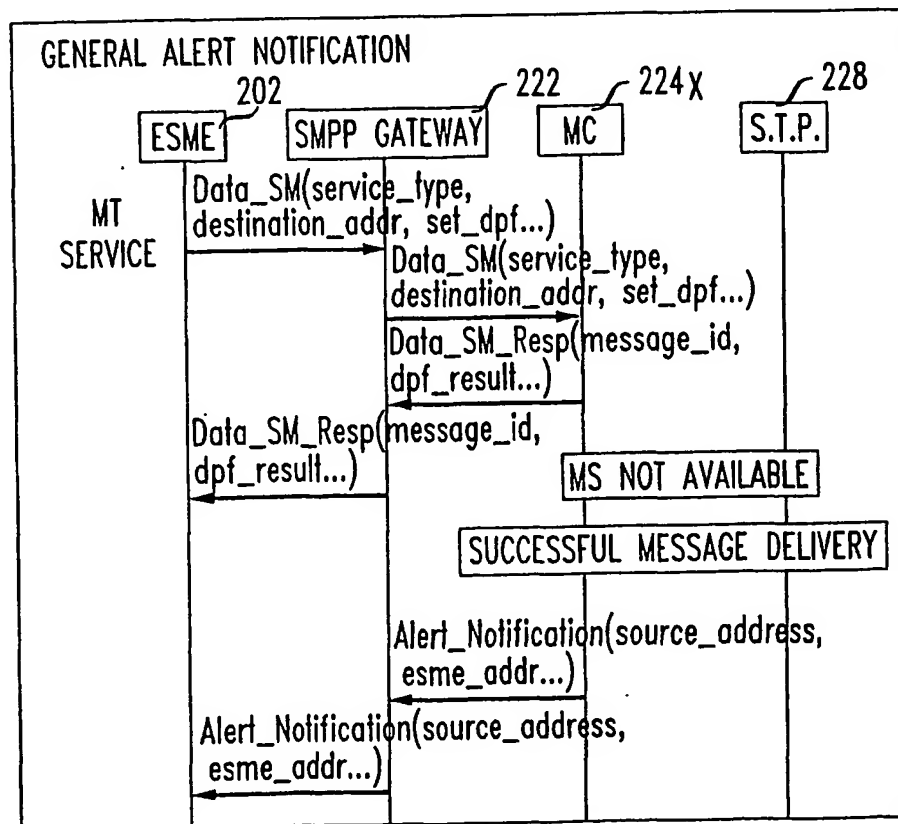 GENERAL ALERT NOTIFICATION
202
222
224X
228
ESME
SMPP GATEWAY
MC
S.T.P.
MT
SERVICE
Data_SM(service_type,
destination_addr, set_dpf...)
Data_SM(service_type,
destination_addr, set_dpf...)
Data_SM_Resp(message_id,
dpf_result...)
Data_SM_Resp(message_id,
dpf_result...)
MS NOT AVAILABLE
SUCCESSFUL MESSAGE DELIVERY
Alert_Notification(source_address,
esme_addr...)
Alert_Notification(source_address,
esme_addr...)